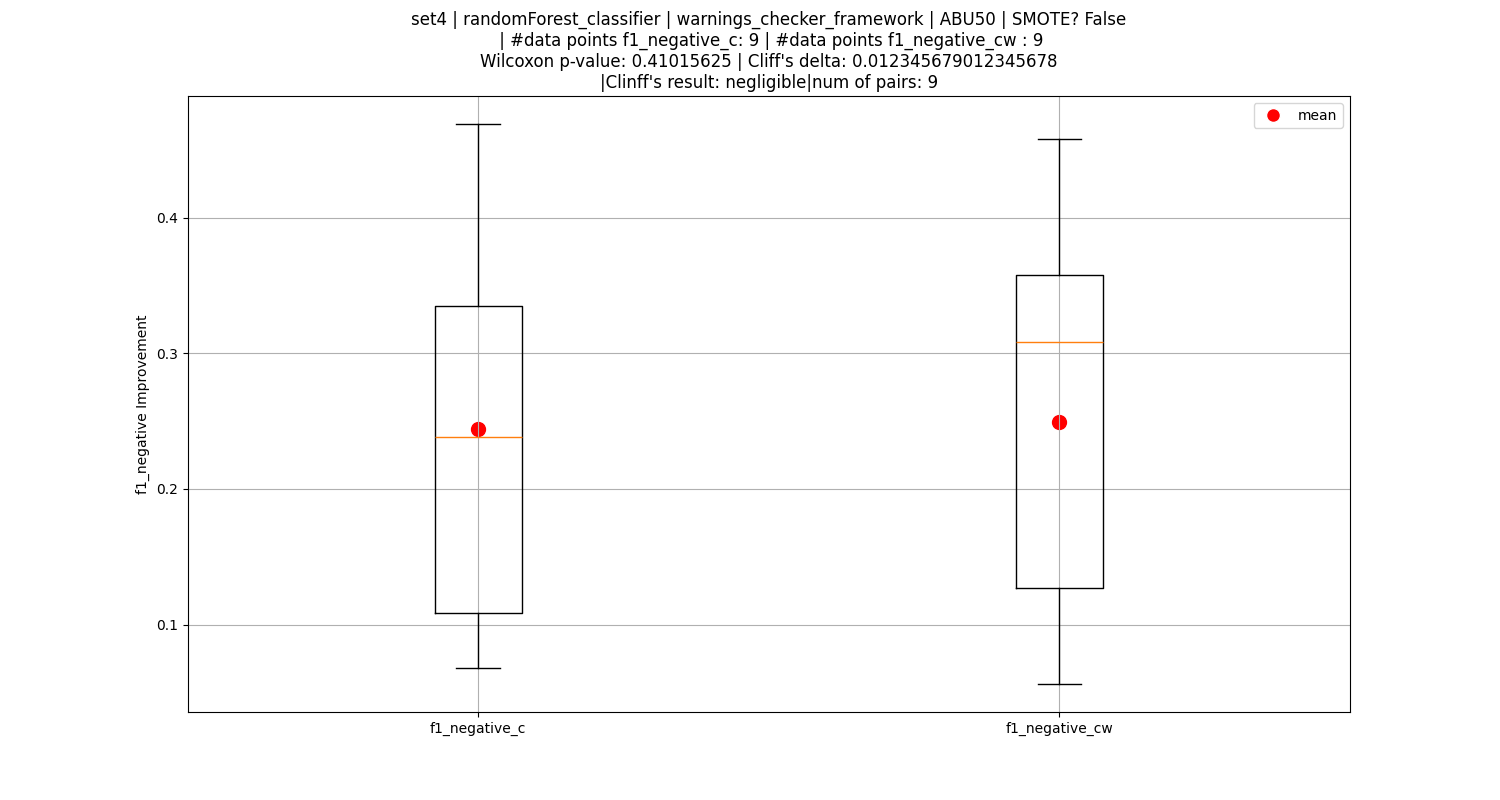 set4 | randomForest_classifier | warnings_checker_framework | ABU50 | SMOTE? False
| #data points f1_negative_c: 9 | #data points f1_negative_cw : 9
Wilcoxon p-value: 0.41015625 | Cliff's delta: 0.012345679012345678
|Clinff's result: negligible|num of pairs: 9
mean
f1_negative Improvement
0.4
0.3
0.2
0.1
f1_negative_c
f1_negative_cw